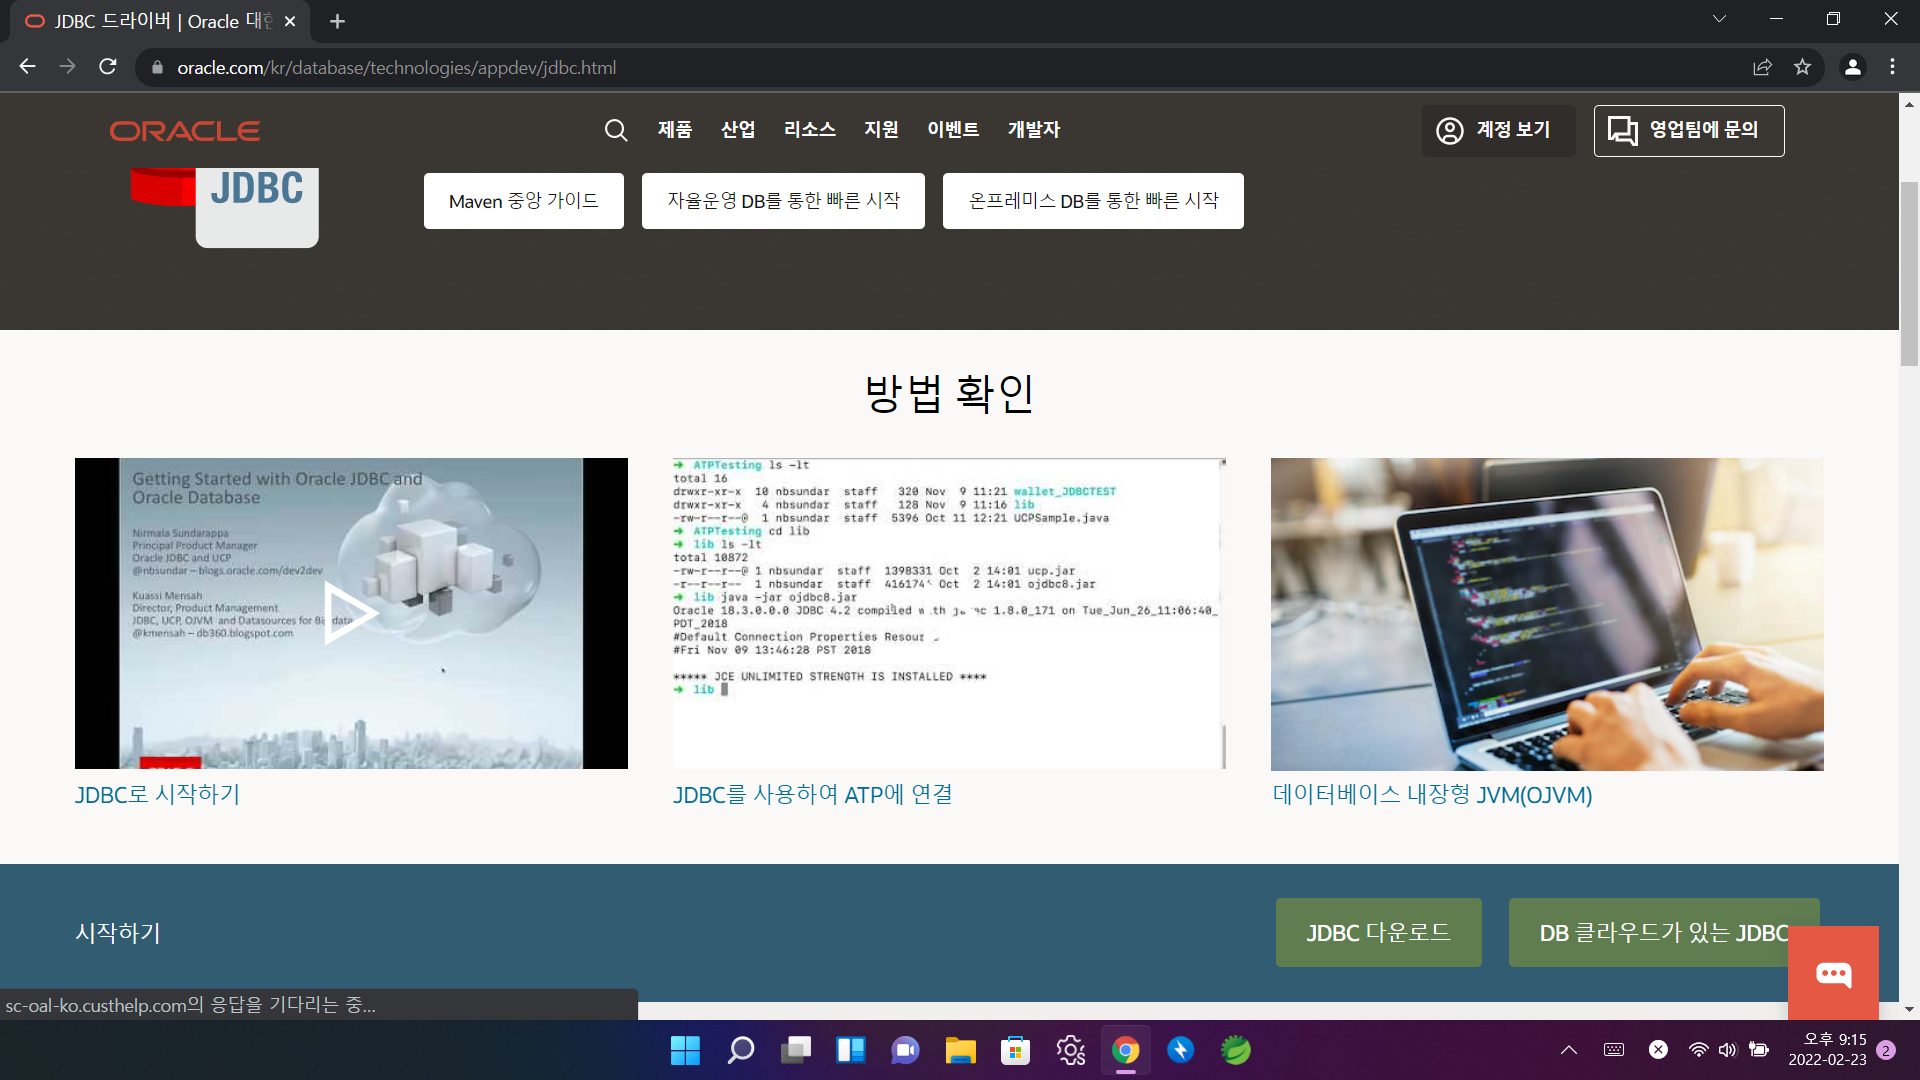 JDBC 드라이버 | Oracle 대한
oracle.com/kr/database/technologies/appdev/jdbc.html
ORACLE
제품 산업 리소스 지원 이벤트 개발자
계정 보기
영업팀에 문의
JDBC
Maven 중앙 가이드
자율운영 DB를 통한 빠른 시작
온프레미스 DB를 통한 빠른 시작
방법 확인
Getting Started with Oracle JDBC and
Oracle Database
Nirmala Sundarappa
Principal Product Manager
Oracle JDBC and UCP
@nbsundar – blogs.oracle.com/dev2dev
Kuassi Mensah
Director, Product Management
JDBC, UCP, OJVM and Datasources for Big data
@kmensah – db360.blogspot.com
➜ ATPTesting ls -lt
total 16
drwxr-xr-x 10 nbsundar staff 320 Nov 9 11:21 wallet_JDBCTEST
drwxr-xr-x 4 nbsundar staff 128 Nov 9 11:16 lib
-rw-r--r--@ 1 nbsundar staff 5396 Oct 11 12:21 UCPSample.java
➜ ATPTesting cd lib
➜ lib ls -lt
total 10872
-rw-r--r--@ 1 nbsundar staff 1398331 Oct 2 14:01 ucp.jar
-r--r--r-- 1 nbsundar staff 416174 Oct 2 14:01 ojdbc8.jar
➜ lib java -jar ojdbc8.jar
Oracle 18.3.0.0.0 JDBC 4.2 compiled with 1.8.0_171 on Tue_Jun_26_11:06:40_
PDT_2018
#Default Connection Properties Resour
#Fri Nov 09 13:46:28 PST 2018
***** JCE UNLIMITED STRENGTH IS INSTALLED ****
➜ lib
JDBC로 시작하기
JDBC를 사용하여 ATP에 연결
데이터베이스 내장형 JVM(OJVM)
시작하기
JDBC 다운로드
DB 클라우드가 있는 JDBC
sc-oal-ko.custhelp.com의 응답을 기다리는 중...
오후 9:15
2022-02-23
2